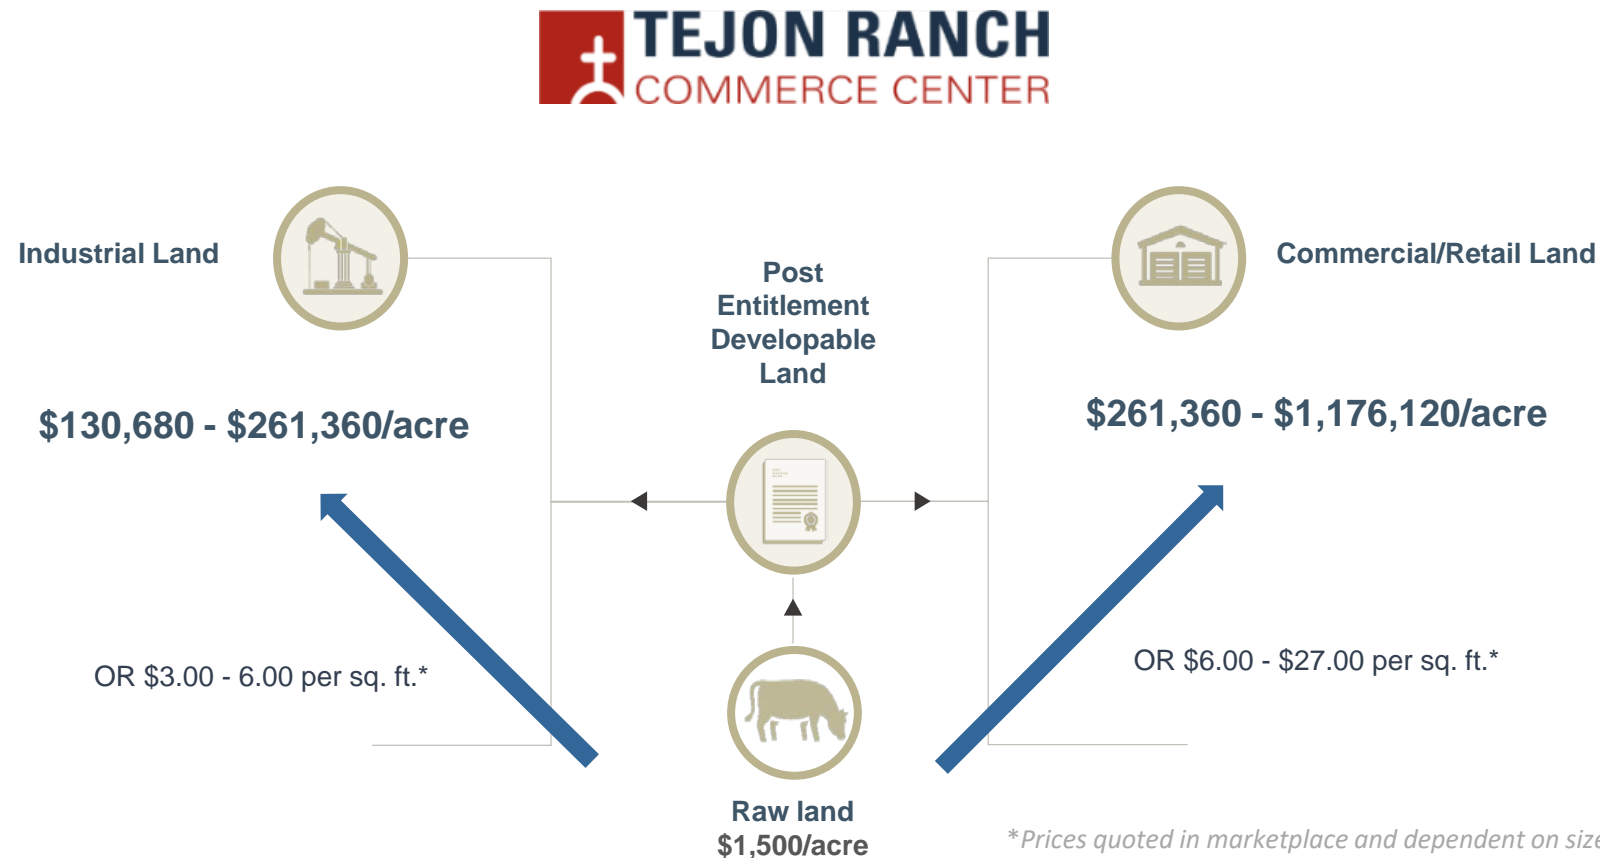 TEJON RANCH
COMMERCE CENTER
Industrial Land
Commercial/Retail Land
Post
Entitlement
Developable
Land
$130,680 - $261,360/acre
$261,360 - $1,176,120/acre
OR $3.00 - 6.00 per sq. ft.*
OR $6.00 - $27.00 per sq. ft.*
Raw land
$1,500/acre
*Prices quoted in marketplace and dependent on size